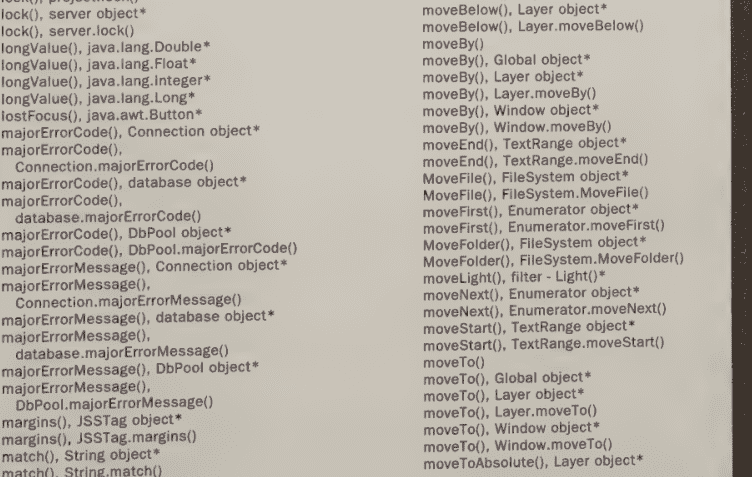 lock(), server object*
lock(), server.lock()
longValue(), java.lang.Double*
longValue(), java.lang.Float*
longValue(), java.lang.Integer*
longValue(), java.lang.Long*
lostFocus(), java.awt.Button*
majorErrorCode(), Connection object*
majorErrorCode(),
Connection.majorErrorCode()
majorErrorCode(), database object*
majorErrorCode(),
database.majorErrorCode()
majorErrorCode(), DbPool object*
majorErrorCode(), DbPool.majorErrorCode()
majorErrorMessage(), Connection object*
majorErrorMessage(),
Connection.majorErrorMessage()
majorErrorMessage(), database object*
majorErrorMessage(),
database.majorErrorMessage()
majorErrorMessage(), DbPool object*
majorErrorMessage(),
DbPool.majorErrorMessage()
margins(), JSSTag object*
margins(), JSSTag.margins()
match(), String object*
match(), String.match()
moveBelow(), Layer object*
moveBelow(), Layer.moveBelow()
moveBy()
moveBy(), Global object*
moveBy(), Layer object*
moveBy(), Layer.moveBy()
moveBy(), Window object*
moveBy(), Window.moveBy()
moveEnd(), TextRange object*
moveEnd(), TextRange.moveEnd()
MoveFile(), FileSystem object*
MoveFile(), FileSystem.MoveFile()
moveFirst(), Enumerator object*
moveFirst(), Enumerator.moveFirst()
MoveFolder(), FileSystem object*
MoveFolder(), FileSystem.MoveFolder()
moveLight(), filter - Light()*
moveNext(), Enumerator object*
moveNext(), Enumerator.moveNext()
moveStart(), TextRange object*
moveStart(), TextRange.moveStart()
moveTo()
moveTo(), Global object*
moveTo(), Layer object*
moveTo(), Layer.moveTo()
moveTo(), Window object*
moveTo(), Window.moveTo()
moveToAbsolute(), Layer object*